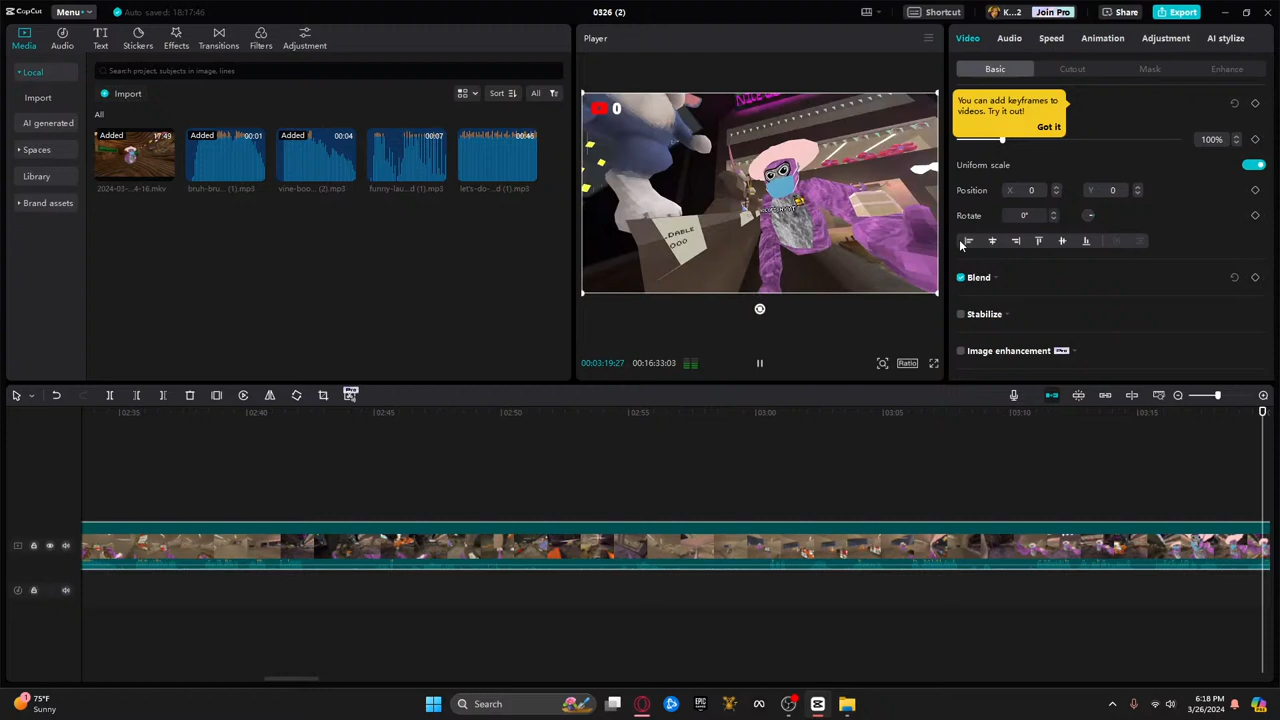 CapCut
Menu
Auto saved: 18:17:46
0326 (2)
Shortcut
K...2
Join Pro
Share
Export
Media
Audio
Text
Stickers
Effects
Transitions
Filters
Adjustment
Local
Import
AI generated
Spaces
Library
Brand assets
Search project, subjects in image, lines
Import
Sort
All
All
Added
17:49
2024-03-...4-16.mkv
Added
00:01
bruh-bru... (1).mp3
Added
00:04
vine-boo... (2).mp3
00:07
funny-lau... (1).mp3
00:46
let's-do-... (1).mp3
Player
0
00:03:19:27
00:16:33:03
Ratio
Video
Audio
Speed
Animation
Adjustment
AI stylize
Basic
Cutout
Mask
Enhance
You can add keyframes to
videos. Try it out!
Got it
100%
Uniform scale
Position
X 0
Y 0
Rotate
0°
Blend
Stabilize
Image enhancement
Pro
Pro
02:35
02:40
02:45
02:50
02:55
03:00
03:05
03:10
03:15
75°F
Sunny
Search
EPIC
6:18 PM
3/26/2024